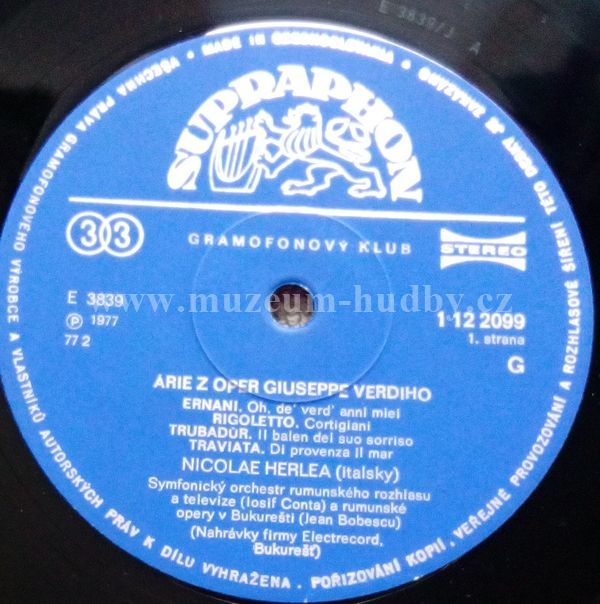 E 3839/1 A
MADE IN CZECHOSLOVAKIA
VŠECHNA PRÁVA GRAMOFONOVÉHO VÝROBCE A VLASTNÍKŮ AUTORSKÝCH PRÁV K DÍLU VYHRAŽENA. POŘIZOVÁNÍ KOPIÍ, VEŘEJNÉ PROVOZOVÁNÍ A ROZHLASOVÉ ŠÍŘENÍ TÉTO DESKY JE ZAKÁZÁNO
SUPRAPHON
33
GRAMOFONOVÝ KLUB
STEREO
E 3839
℗ 1977
77 2
www.muzeum-hudby.cz
1 12 2099
1. strana
G
ARIE Z OPER GIUSEPPE VERDIHO
ERNANI. Oh, de' verd' anni miei
RIGOLETTO. Cortigiani
TRUBADÚR. Il balen del suo sorriso
TRAVIATA. Di provenza il mar
NICOLAE HERLEA (italsky)
Symfonický orchestr rumunského rozhlasu
a televize (Iosif Conta) a rumunské
opery v Bukurešti (Jean Bobescu)
(Nahrávky firmy Electrecord,
Bukurešť)